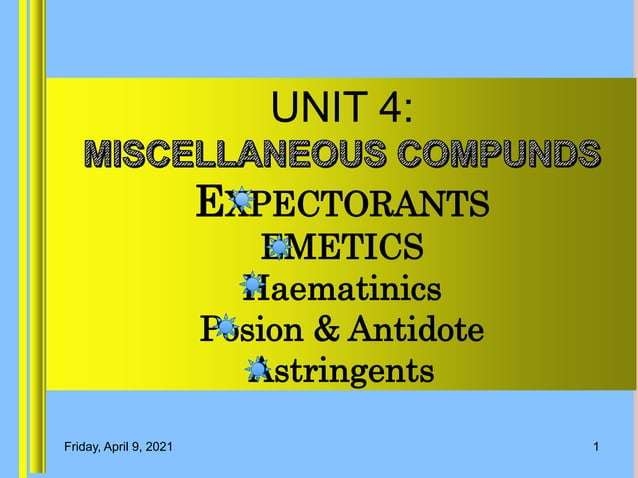 UNIT 4:
MISCELLANEOUS COMPUNDS
EXPECTORANTS
EMETICS
Haematinics
Posion & Antidote
Astringents
Friday, April 9, 2021
1